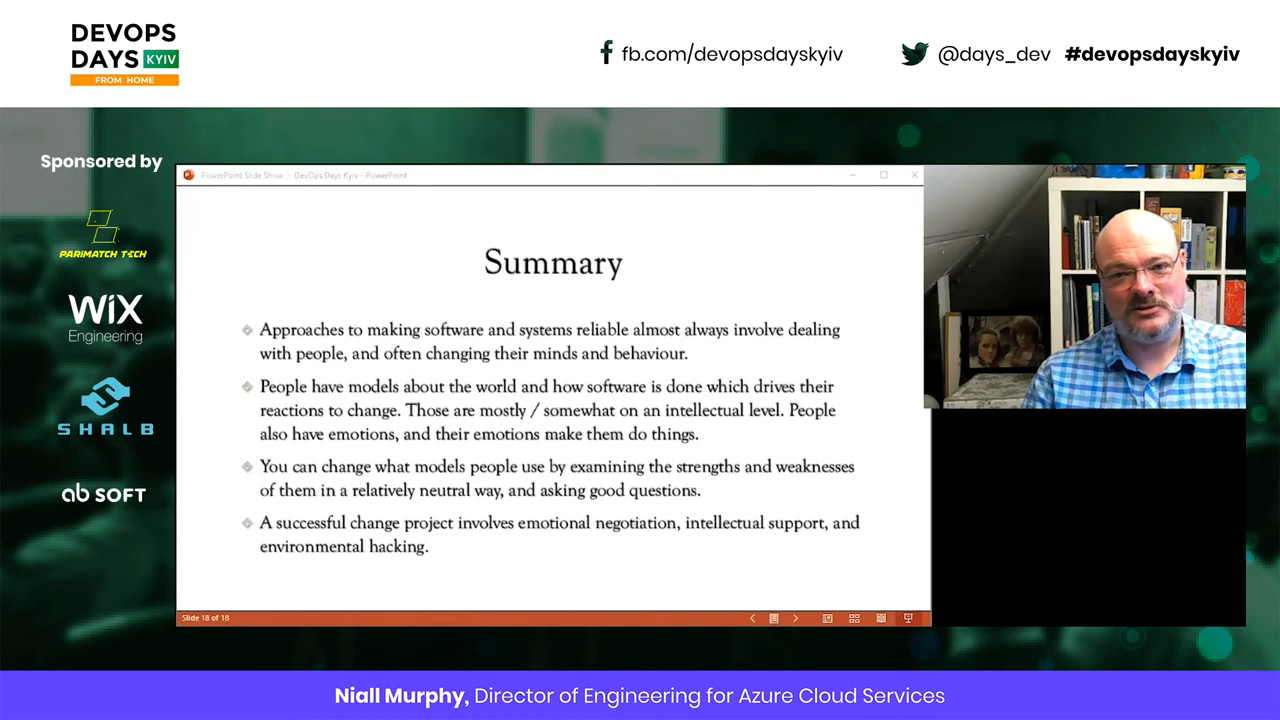 DEVOPS
DAYS KYIV
FROM HOME
fb.com/devopsdayskyiv
@days_dev #devopsdayskyiv
Sponsored by
PARIMATCH TECH
WiX
Engineering
SHALB
ab SOFT
PowerPoint Slide Show - DevOps Days Kyiv - PowerPoint
Summary
Approaches to making software and systems reliable almost always involve dealing
with people, and often changing their minds and behaviour.
People have models about the world and how software is done which drives their
reactions to change. Those are mostly / somewhat on an intellectual level. People
also have emotions, and their emotions make them do things.
You can change what models people use by examining the strengths and weaknesses
of them in a relatively neutral way, and asking good questions.
A successful change project involves emotional negotiation, intellectual support, and
environmental hacking.
Slide 18 of 18
Niall Murphy, Director of Engineering for Azure Cloud Services